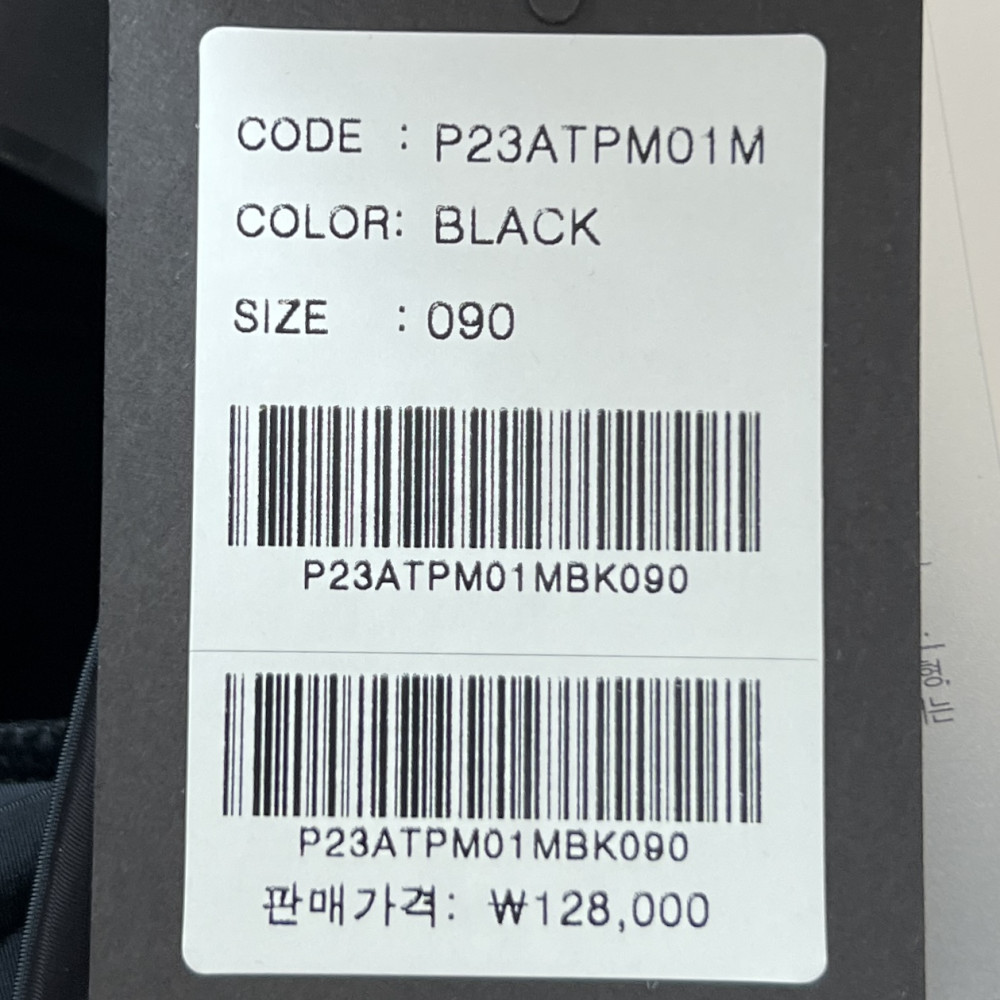 CODE : P23ATPM01M
COLOR: BLACK
SIZE : 090
P23ATPM01MBK090
P23ATPM01MBK090
판매가격: ₩128,000